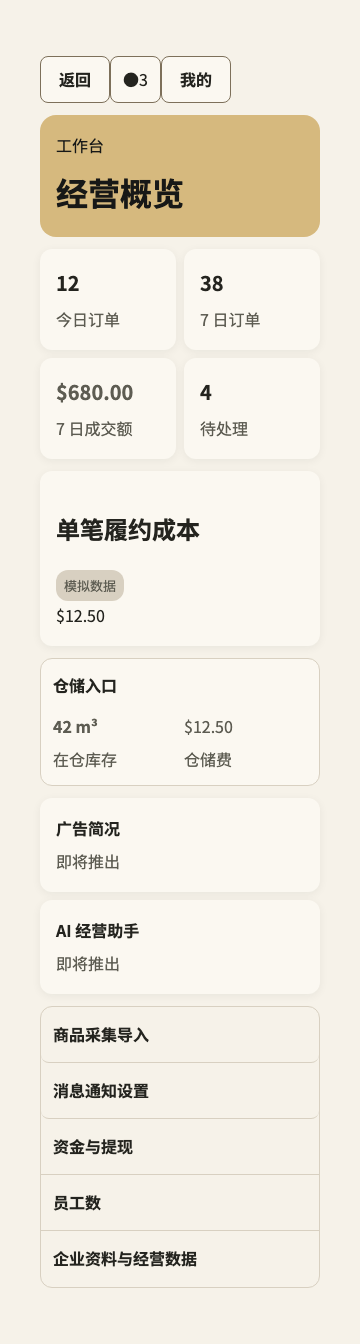 返回 ●3 我的
工作台
经营概览
12
今日订单
38
7 日订单
$680.00
7 日成交额
4
待处理
单笔履约成本
模拟数据
$12.50
仓储入口
42 m³
在仓库存
$12.50
仓储费
广告简况
即将推出
AI 经营助手
即将推出
商品采集导入
消息通知设置
资金与提现
员工数
企业资料与经营数据